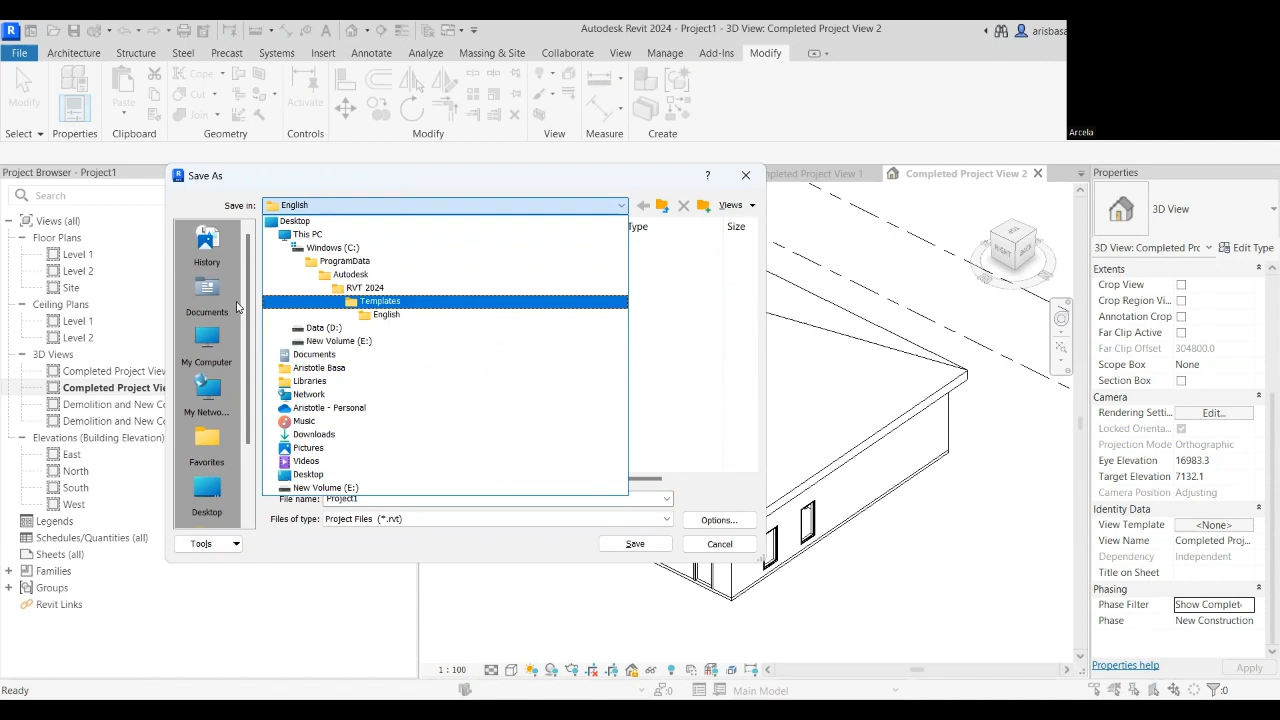 Autodesk Revit 2024 - Project1 - 3D View: Completed Project View 2
arisbasa
File
Architecture
Structure
Steel
Precast
Systems
Insert
Annotate
Analyze
Massing & Site
Collaborate
View
Manage
Add-Ins
Modify
Modify
Paste
Cope
Cut
Join
Activate
Select
Properties
Clipboard
Geometry
Controls
Modify
View
Measure
Create
Arcela
Project Browser - Project1
Search
Views (all)
Floor Plans
Level 1
Level 2
Site
Ceiling Plans
Level 1
Level 2
3D Views
Completed Project View
Completed Project Vie
Demolition and New Co
Demolition and New Co
Elevations (Building Elevation)
East
North
South
West
Legends
Schedules/Quantities (all)
Sheets (all)
Families
Groups
Revit Links
Save As
?
Save in:
English
Views
History
Documents
My Computer
My Netwo...
Favorites
Desktop
Desktop
This PC
Windows (C:)
ProgramData
Autodesk
RVT 2024
Templates
English
Data (D:)
New Volume (E:)
Documents
Aristotle Basa
Libraries
Network
Aristotle - Personal
Music
Downloads
Pictures
Videos
Desktop
New Volume (E:)
Type
Size
File name:
Project1
Files of type:
Project Files (*.rvt)
Options...
Tools
Save
Cancel
mpleted Project View 1
Completed Project View 2
RIGHT
Properties
3D View
3D View: Completed Prc
Edit Type
Extents
Crop View
Crop Region Vi...
Annotation Crop
Far Clip Active
Far Clip Offset
304800.0
Scope Box
None
Section Box
Camera
Rendering Setti...
Edit...
Locked Orienta...
Projection Mode
Orthographic
Eye Elevation
16983.3
Target Elevation
7132.1
Camera Position
Adjusting
Identity Data
View Template
<None>
View Name
Completed Proj...
Dependency
Independent
Title on Sheet
Phasing
Phase Filter
Show Complet
Phase
New Construction
Properties help
Apply
1 : 100
Ready
:0
Main Model
:0